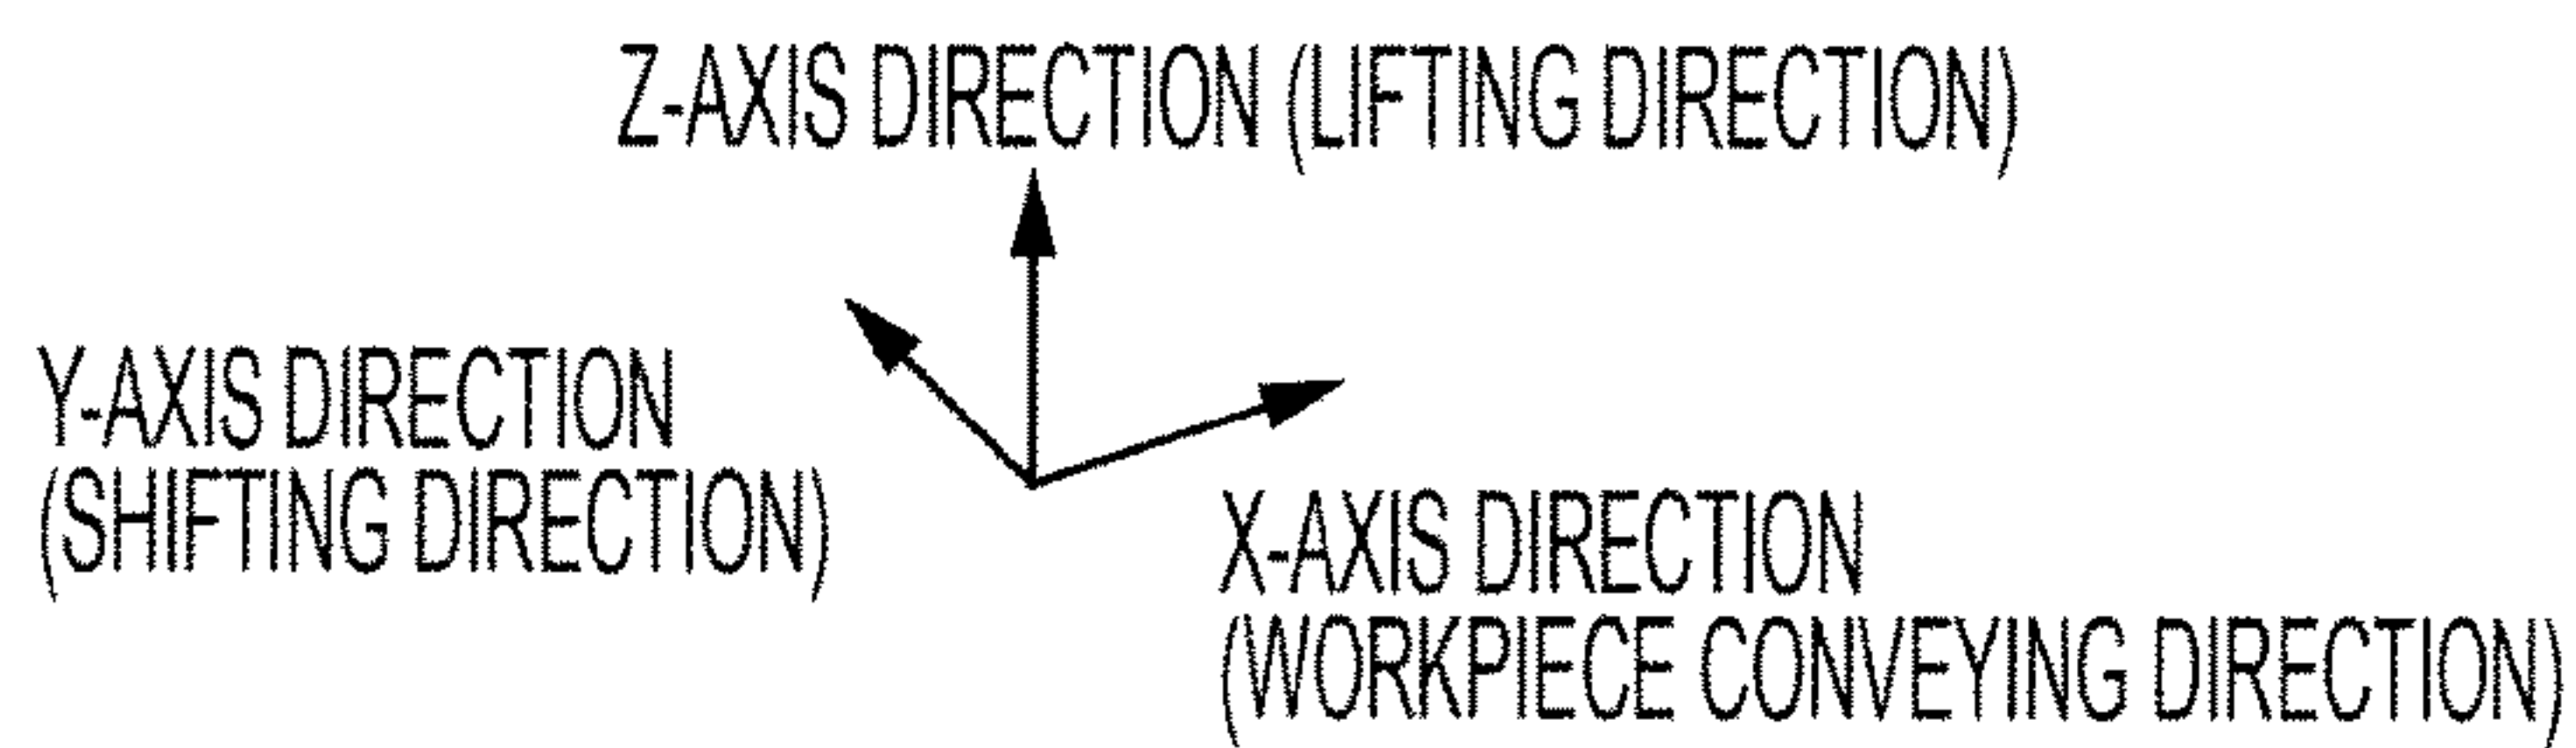 Z-AXIS DIRECTION (LIFTING DIRECTION)
Y-AXIS DIRECTION
(SHIFTING DIRECTION)
X-AXIS DIRECTION
(WORKPIECE CONVEYING DIRECTION)